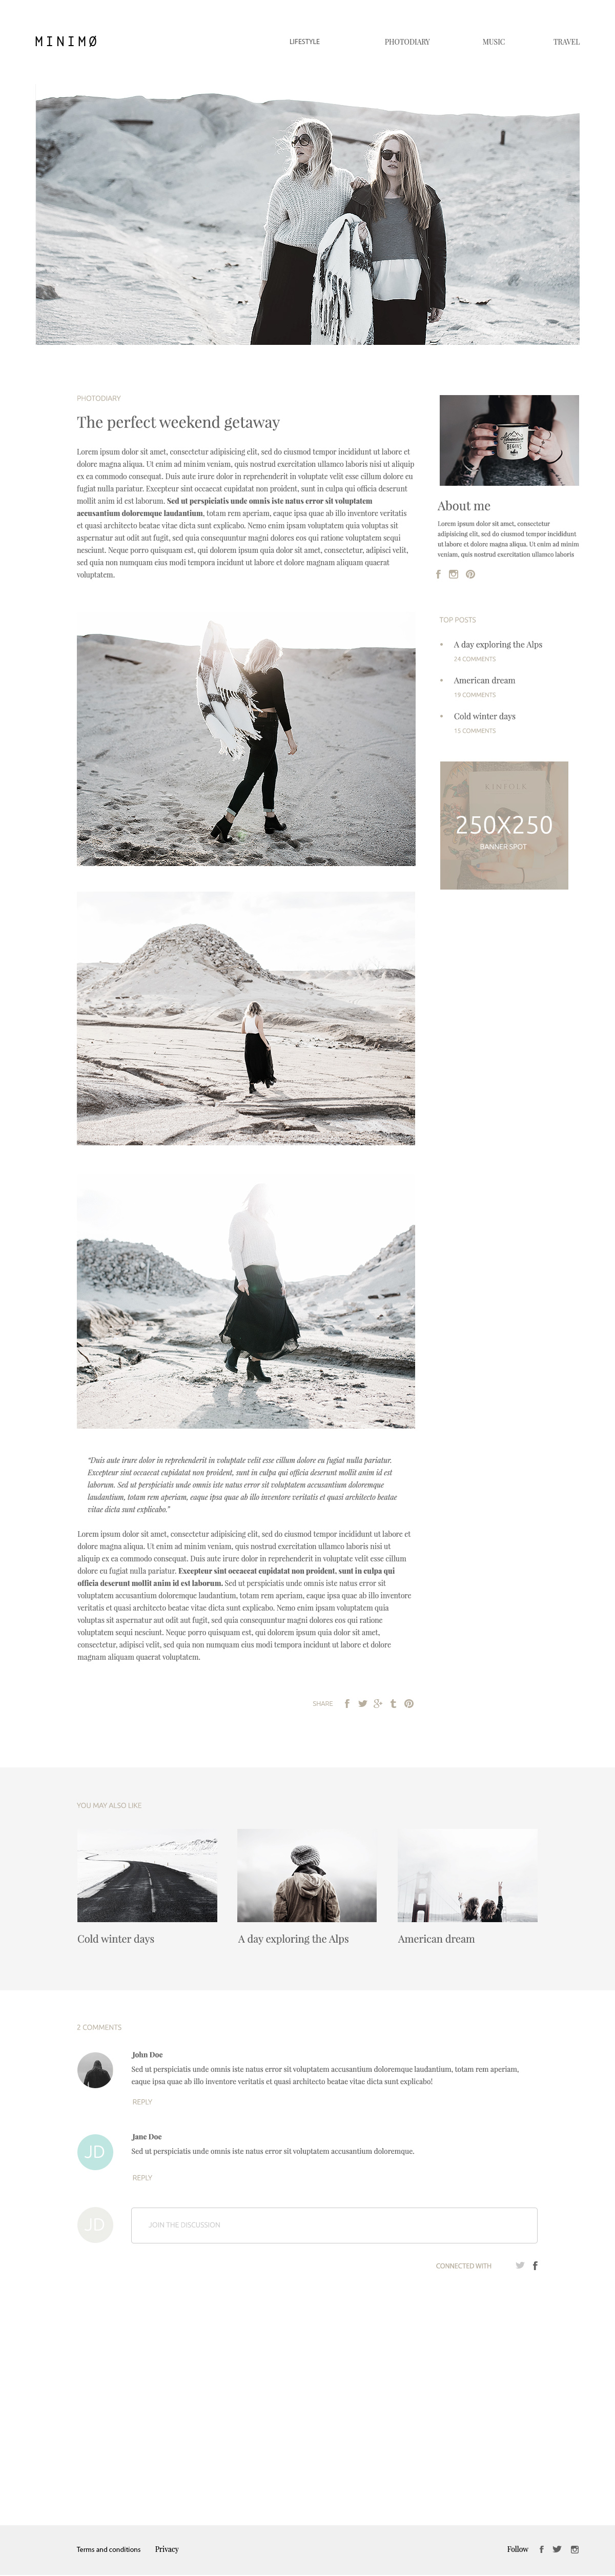 MINIMØ
LIFESTYLE
PHOTODIARY
MUSIC
TRAVEL
PHOTODIARY
The perfect weekend getaway
Lorem ipsum dolor sit amet, consectetur adipisicing elit, sed do eiusmod tempor incididunt ut labore et
dolore magna aliqua. Ut enim ad minim veniam, quis nostrud exercitation ullamco laboris nisi ut aliquip
ex ea commodo consequat. Duis aute irure dolor in reprehenderit in voluptate velit esse cillum dolore eu
fugiat nulla pariatur. Excepteur sint occaecat cupidatat non proident, sunt in culpa qui officia deserunt
mollit anim id est laborum. Sed ut perspiciatis unde omnis iste natus error sit voluptatem
accusantium doloremque laudantium, totam rem aperiam, eaque ipsa quae ab illo inventore veritatis
et quasi architecto beatae vitae dicta sunt explicabo. Nemo enim ipsam voluptatem quia voluptas sit
aspernatur aut odit aut fugit, sed quia consequuntur magni dolores eos qui ratione voluptatem sequi
nesciunt. Neque porro quisquam est, qui dolorem ipsum quia dolor sit amet, consectetur, adipisci velit,
sed quia non numquam eius modi tempora incidunt ut labore et dolore magnam aliquam quaerat
voluptatem.
ADVENTURE
BEGINS
About me
Lorem ipsum dolor sit amet, consectetur
adipisicing elit, sed do eiusmod tempor incididunt
ut labore et dolore magna aliqua. Ut enim ad minim
veniam, quis nostrud exercitation ullamco laboris
TOP POSTS
A day exploring the Alps
24 COMMENTS
American dream
19 COMMENTS
Cold winter days
15 COMMENTS
KINFOLK
250X250
BANNER SPOT
“Duis aute irure dolor in reprehenderit in voluptate velit esse cillum dolore eu fugiat nulla pariatur.
Excepteur sint occaecat cupidatat non proident, sunt in culpa qui officia deserunt mollit anim id est
laborum. Sed ut perspiciatis unde omnis iste natus error sit voluptatem accusantium doloremque
laudantium, totam rem aperiam, eaque ipsa quae ab illo inventore veritatis et quasi architecto beatae
vitae dicta sunt explicabo.”
Lorem ipsum dolor sit amet, consectetur adipisicing elit, sed do eiusmod tempor incididunt ut labore et
dolore magna aliqua. Ut enim ad minim veniam, quis nostrud exercitation ullamco laboris nisi ut
aliquip ex ea commodo consequat. Duis aute irure dolor in reprehenderit in voluptate velit esse cillum
dolore eu fugiat nulla pariatur. Excepteur sint occaecat cupidatat non proident, sunt in culpa qui
officia deserunt mollit anim id est laborum. Sed ut perspiciatis unde omnis iste natus error sit
voluptatem accusantium doloremque laudantium, totam rem aperiam, eaque ipsa quae ab illo inventore
veritatis et quasi architecto beatae vitae dicta sunt explicabo. Nemo enim ipsam voluptatem quia
voluptas sit aspernatur aut odit aut fugit, sed quia consequuntur magni dolores eos qui ratione
voluptatem sequi nesciunt. Neque porro quisquam est, qui dolorem ipsum quia dolor sit amet,
consectetur, adipisci velit, sed quia non numquam eius modi tempora incidunt ut labore et dolore
magnam aliquam quaerat voluptatem.
SHARE
YOU MAY ALSO LIKE
Cold winter days
A day exploring the Alps
American dream
2 COMMENTS
John Doe
Sed ut perspiciatis unde omnis iste natus error sit voluptatem accusantium doloremque laudantium, totam rem aperiam,
eaque ipsa quae ab illo inventore veritatis et quasi architecto beatae vitae dicta sunt explicabo!
REPLY
JD
Jane Doe
Sed ut perspiciatis unde omnis iste natus error sit voluptatem accusantium doloremque.
REPLY
JD
JOIN THE DISCUSSION
CONNECTED WITH
Terms and conditions
Privacy
Follow